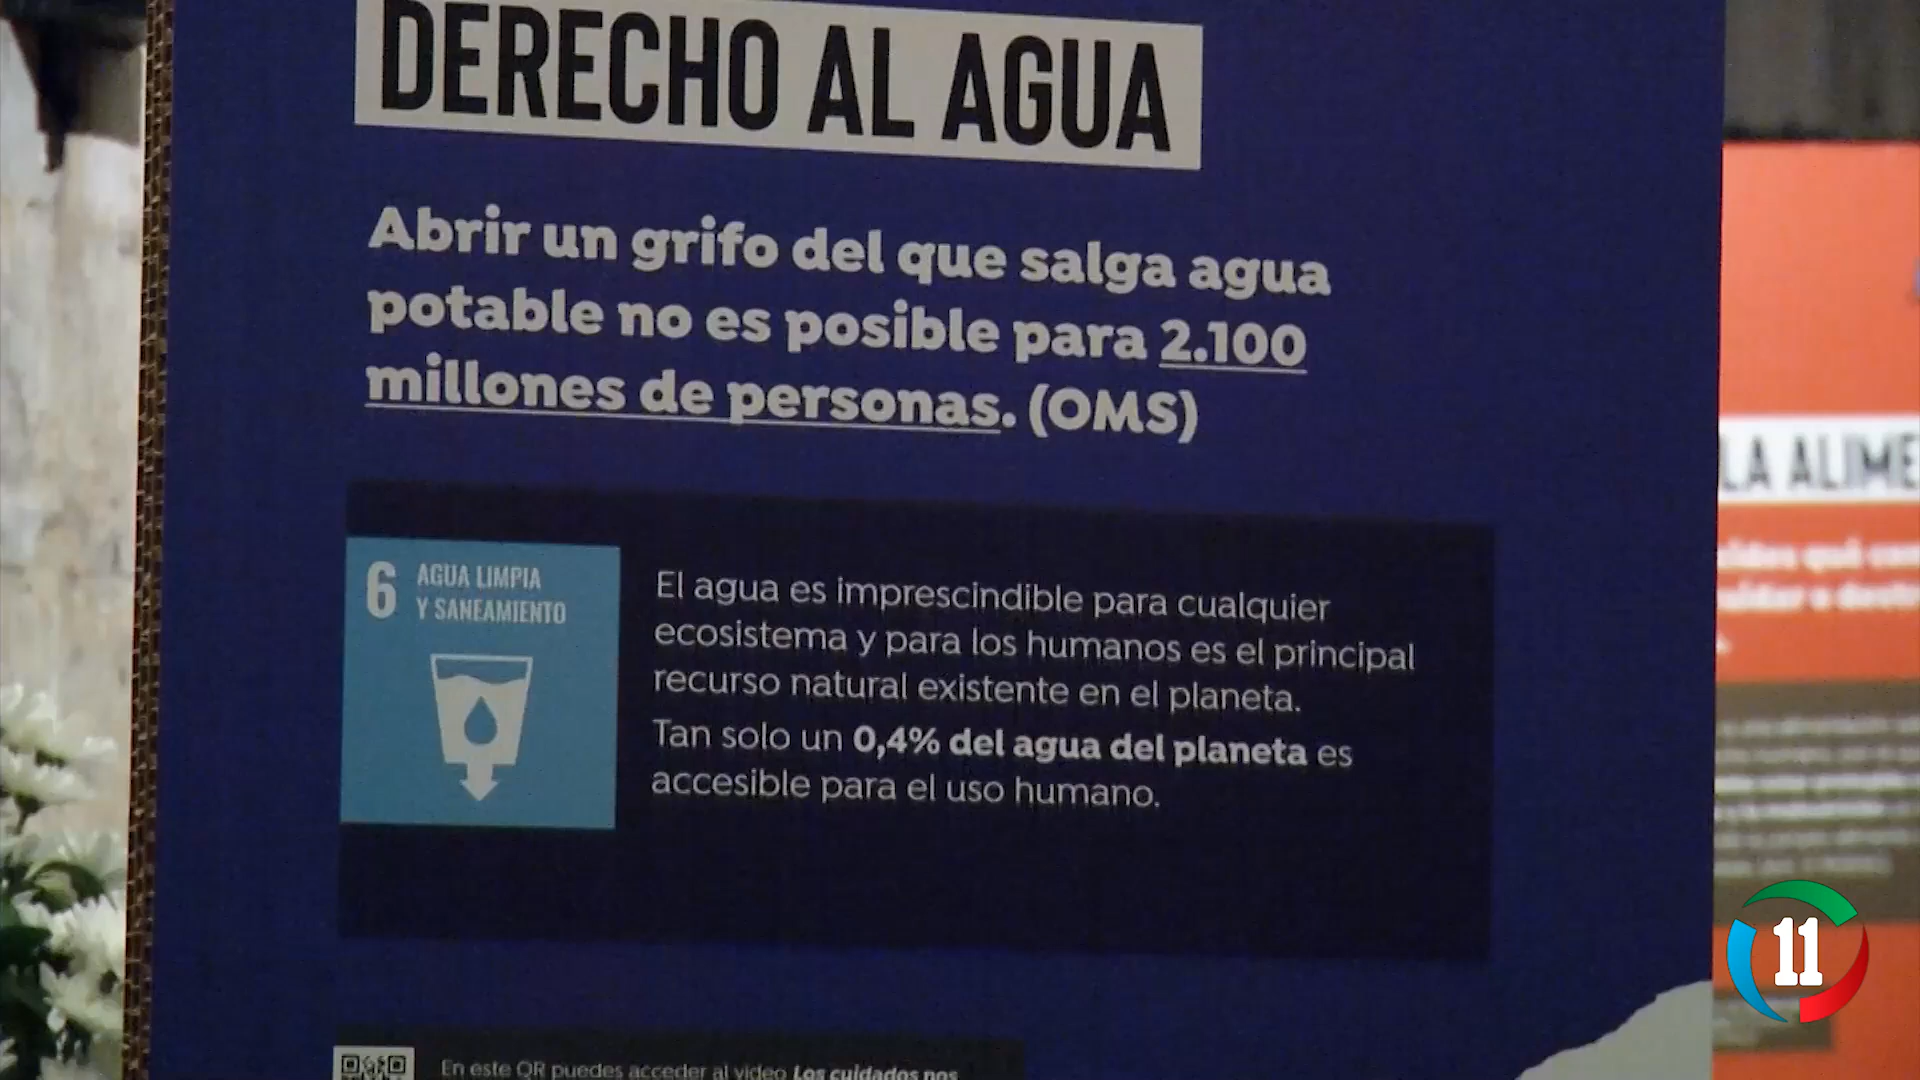 DERECHO AL AGUA
Abrir un grifo del que salga agua
potable no es posible para 2.100
millones de personas. (OMS)
6 AGUA LIMPIA
Y SANEAMIENTO
El agua es imprescindible para cualquier
ecosistema y para los humanos es el principal
recurso natural existente en el planeta.
Tan solo un 0,4% del agua del planeta es
accesible para el uso humano.
En este QR puedes acceder al video Los cuidados nos
LA ALIME
11